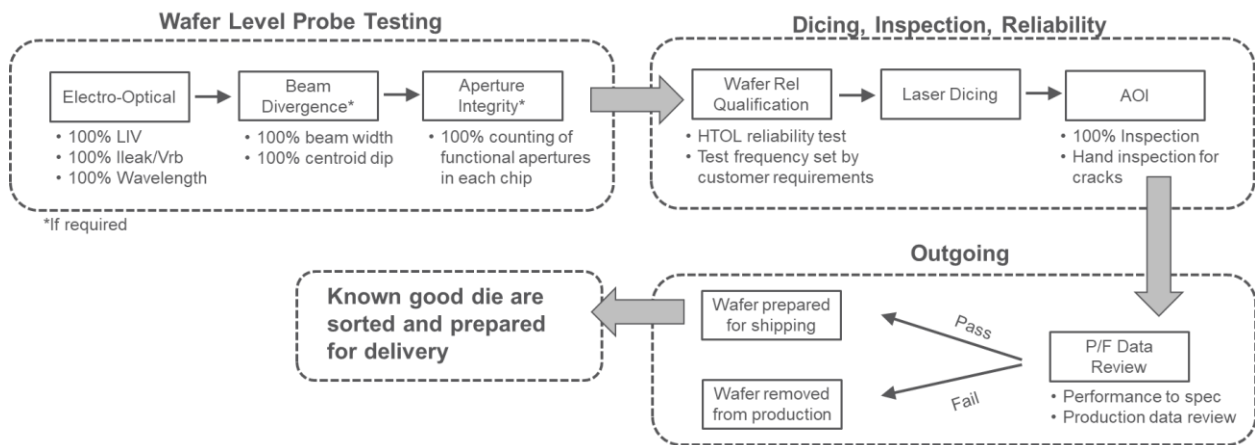 Wafer Level Probe Testing
Electro-Optical
• 100% LIV
• 100% Ileak/Vrb
• 100% Wavelength
Beam
Divergence*
• 100% beam width
• 100% centroid dip
Aperture
Integrity*
• 100% counting of
functional apertures
in each chip
*If required
Dicing, Inspection, Reliability
Wafer Rel
Qualification
• HTOL reliability test
• Test frequency set by
customer requirements
Laser Dicing
AOI
• 100% Inspection
• Hand inspection for
cracks
Outgoing
P/F Data
Review
• Performance to spec
• Production data review
Pass
Fail
Wafer prepared
for shipping
Wafer removed
from production
Known good die are
sorted and prepared
for delivery